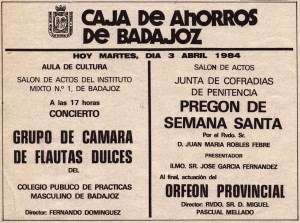 CAJA DE AHORROS
DE BADAJOZ
HOY MARTES, DIA 3 ABRIL 1984
AULA DE CULTURA
SALON DE ACTOS DEL INSTITUTO
MIXTO N.º 1, DE BADAJOZ
A las 17 horas
CONCIERTO
GRUPO DE CAMARA
DE FLAUTAS DULCES
DEL
COLEGIO PUBLICO DE PRACTICAS
MASCULINO DE BADAJOZ
Director: FERNANDO DOMINGUEZ
SALON DE ACTOS
JUNTA DE COFRADIAS
DE PENITENCIA
PREGON DE
SEMANA SANTA
Por el Rvdo. Sr.
D. JUAN MARIA ROBLES FEBRE
PRESENTADOR
ILMO. SR. JOSE GARCIA FERNANDEZ
Al final, actuación del
ORFEON PROVINCIAL
Director: RVDO. SR. D. MIGUEL
PASCUAL MELLADO